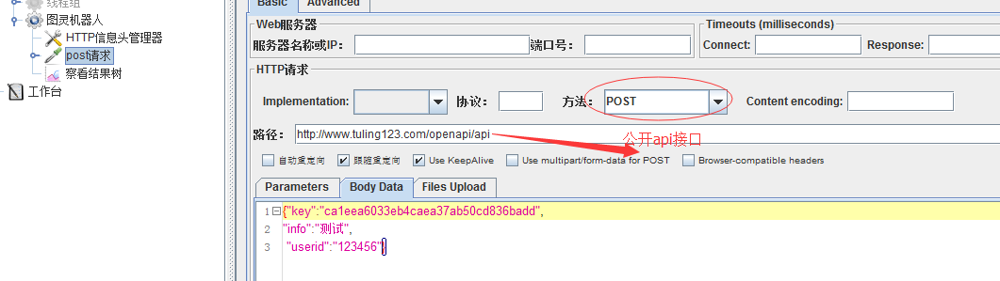 线程组
图灵机器人
HTTP信息头管理器
post请求
察看结果树
工作台
Basic Advanced
Web服务器
服务器名称或IP： 端口号：
Timeouts (milliseconds)
Connect: Response:
HTTP请求
Implementation: 协议： 方法： POST Content encoding:
路径： http://www.tuling123.com/openapi/api
公开api接口
自动重定向 跟随重定向 Use KeepAlive Use multipart/form-data for POST Browser-compatible headers
Parameters Body Data Files Upload
1 {"key":"ca1eea6033eb4caea37ab50cd836badd",
2 "info":"测试",
3 "userid":"123456"}